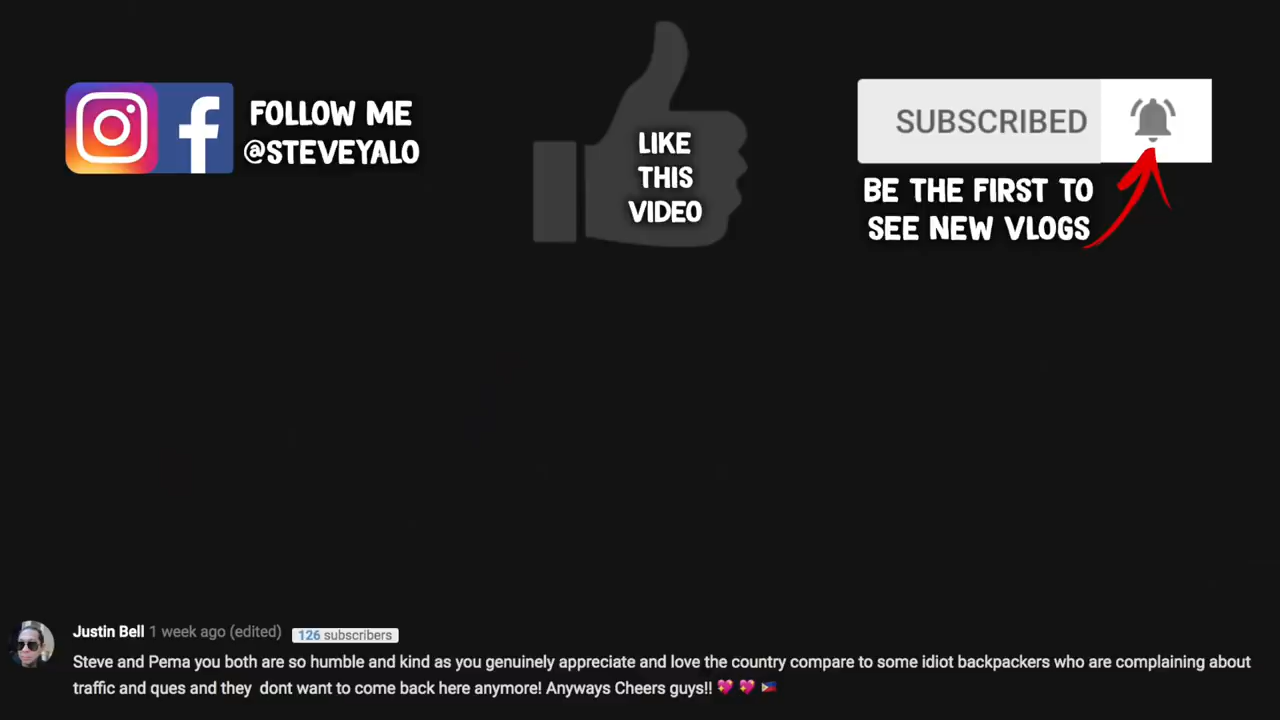 FOLLOW ME
@STEVEYALO
LIKE
THIS
VIDEO
SUBSCRIBED
BE THE FIRST TO
SEE NEW VLOGS
Justin Bell 1 week ago (edited) 126 subscribers
Steve and Pema you both are so humble and kind as you genuinely appreciate and love the country compare to some idiot backpackers who are complaining about
traffic and ques and they dont want to come back here anymore! Anyways Cheers guys!! 💖 💖 🇵🇭